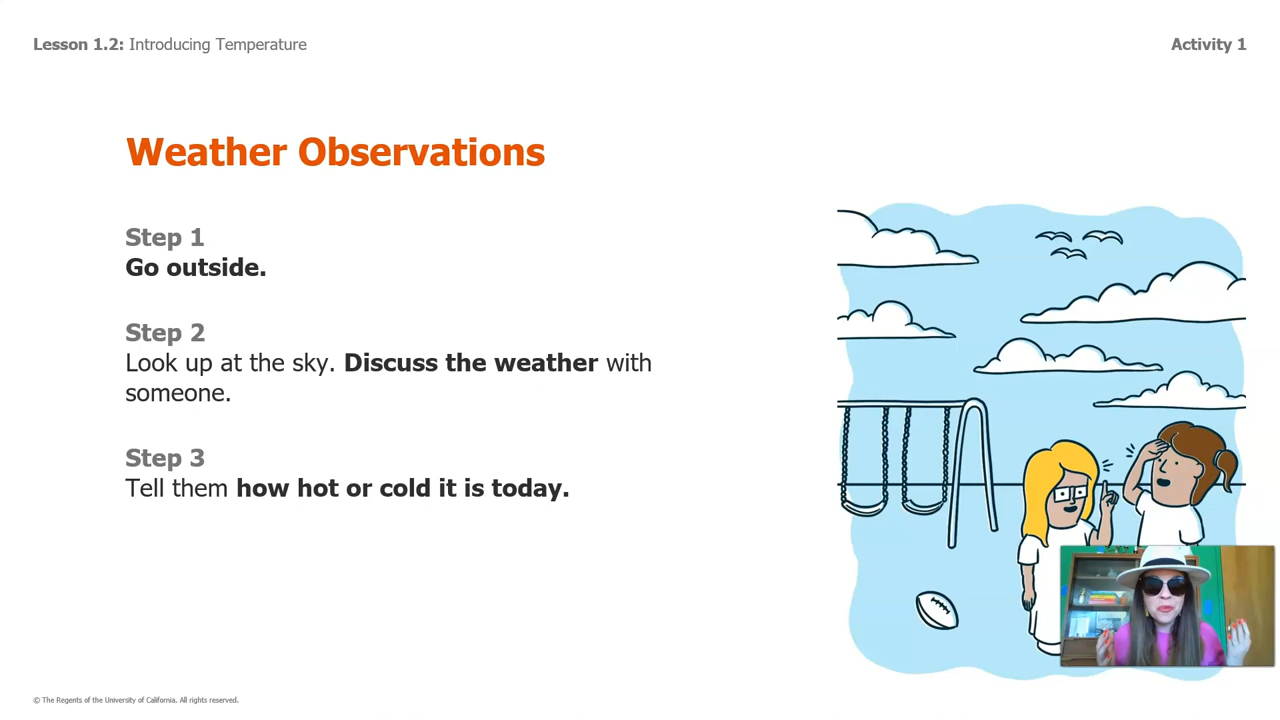 Lesson 1.2: Introducing Temperature
Activity 1
Weather Observations
Step 1
Go outside.
Step 2
Look up at the sky. Discuss the weather with
someone.
Step 3
Tell them how hot or cold it is today.
© The Regents of the University of California. All rights reserved.